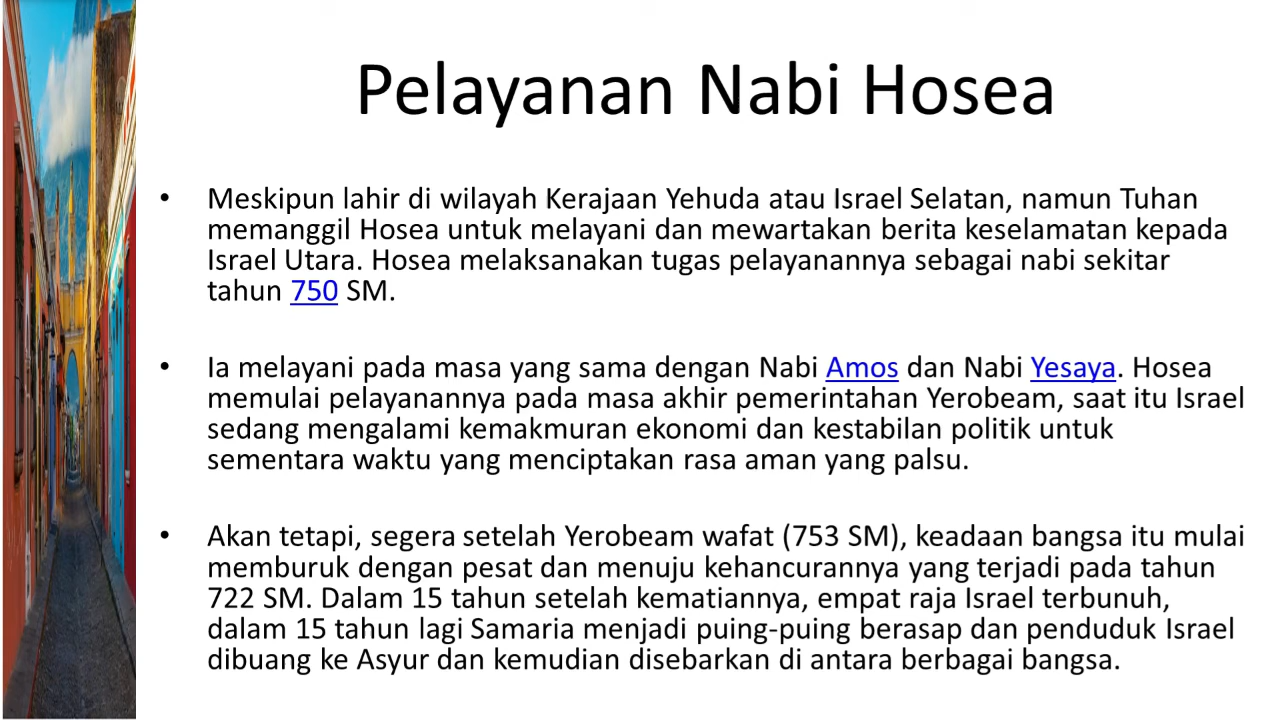 Pelayanan Nabi Hosea
• Meskipun lahir di wilayah Kerajaan Yehuda atau Israel Selatan, namun Tuhan
memanggil Hosea untuk melayani dan mewartakan berita keselamatan kepada
Israel Utara. Hosea melaksanakan tugas pelayanannya sebagai nabi sekitar
tahun 750 SM.
• Ia melayani pada masa yang sama dengan Nabi Amos dan Nabi Yesaya. Hosea
memulai pelayanannya pada masa akhir pemerintahan Yerobeam, saat itu Israel
sedang mengalami kemakmuran ekonomi dan kestabilan politik untuk
sementara waktu yang menciptakan rasa aman yang palsu.
• Akan tetapi, segera setelah Yerobeam wafat (753 SM), keadaan bangsa itu mulai
memburuk dengan pesat dan menuju kehancurannya yang terjadi pada tahun
722 SM. Dalam 15 tahun setelah kematiannya, empat raja Israel terbunuh,
dalam 15 tahun lagi Samaria menjadi puing-puing berasap dan penduduk Israel
dibuang ke Asyur dan kemudian disebarkan di antara berbagai bangsa.